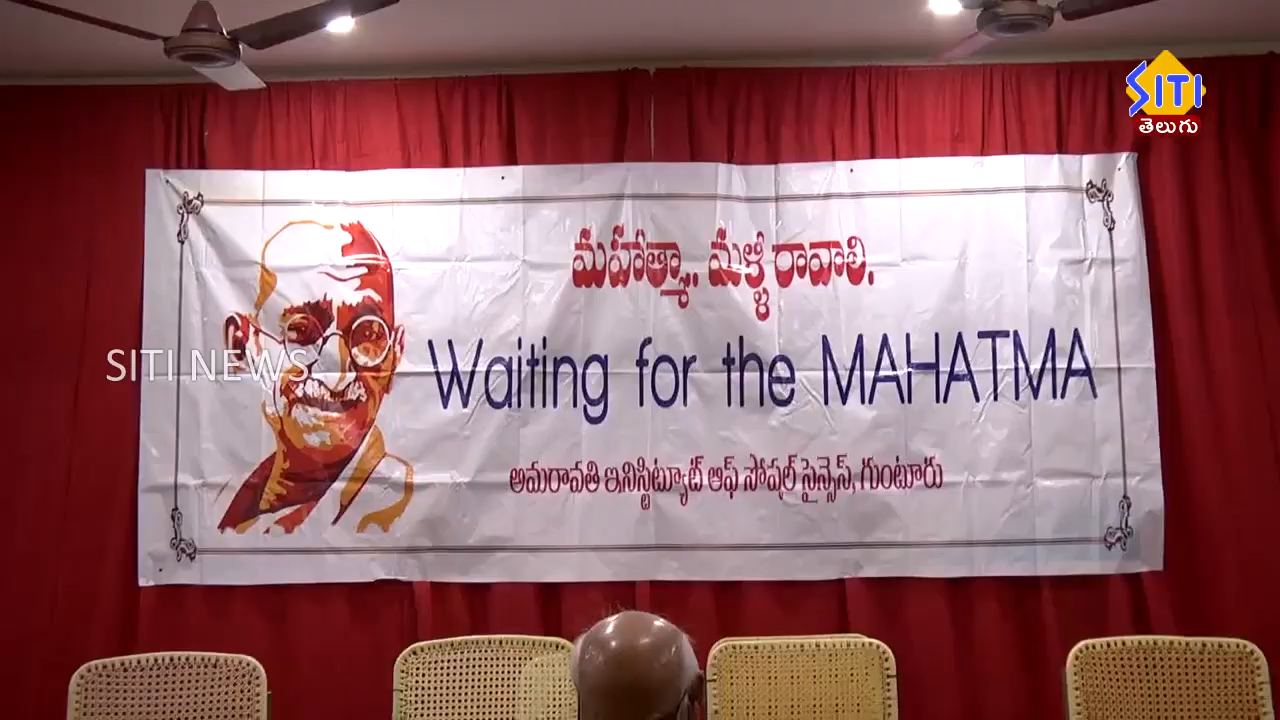 SITI
తెలుగు
మహాత్మా.. మళ్ళీ రావాలి.
SITI NEWS
Waiting for the MAHATMA
అమరావతి ఇనిస్టిట్యూట్ ఆఫ్ సోషల్ సైన్సెస్, గుంటూరు